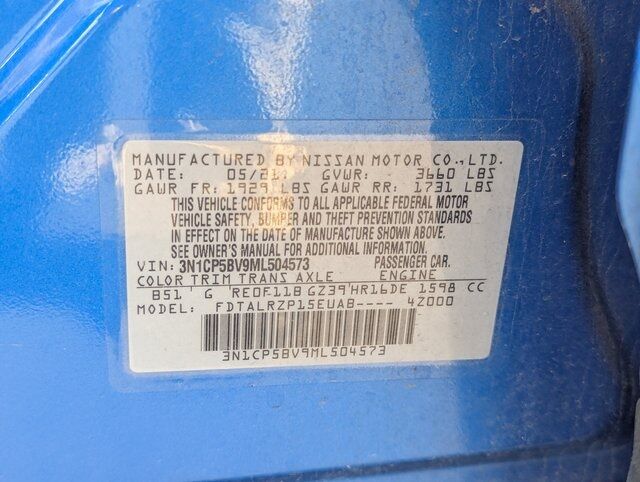 MANUFACTURED BY NISSAN MOTOR CO., LTD.
DATE: 05/21 GVWR: 3660 LBS
GAWR FR: 1929 LBS GAWR RR: 1731 LBS
THIS VEHICLE CONFORMS TO ALL APPLICABLE FEDERAL MOTOR
VEHICLE SAFETY, BUMPER AND THEFT PREVENTION STANDARDS
IN EFFECT ON THE DATE OF MANUFACTURE SHOWN ABOVE.
SEE OWNER'S MANUAL FOR ADDITIONAL INFORMATION.
VIN: 3N1CP5BV9ML504573 PASSENGER CAR.
COLOR TRIM TRANS AXLE ENGINE
B51 G RE0F11B GZ39 HR16DE 1598 CC
MODEL: FDTALRZP15EUAB---- 42000
3N1CP5BV9ML504573